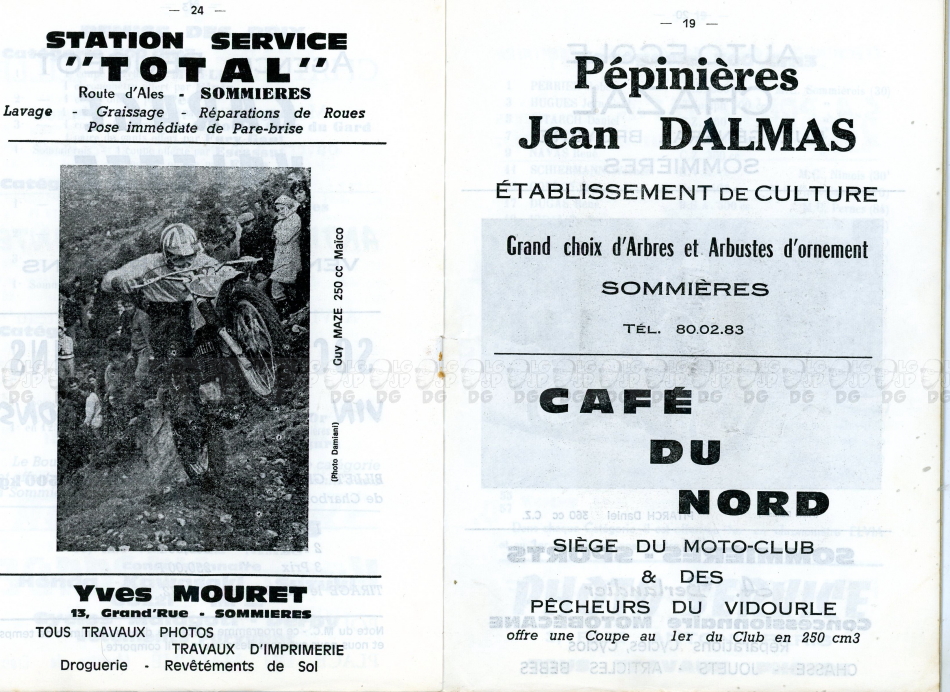 — 24 —
STATION SERVICE
"TOTAL"
Route d'Ales - SOMMIERES
Lavage - Graissage - Réparations de Roues
Pose immédiate de Pare-brise
Guy MAZE 250 cc Maïco
(Photo Damiani)
Yves MOURET
13, Grand'Rue - SOMMIERES
TOUS TRAVAUX PHOTOS
TRAVAUX D'IMPRIMERIE
Droguerie - Revêtements de Sol
— 19 —
Pépinières
Jean DALMAS
ÉTABLISSEMENT DE CULTURE
Grand choix d'Arbres et Arbustes d'ornement
SOMMIÈRES
TÉL. 80.02.83
CAFÉ
DU
NORD
SIÈGE DU MOTO-CLUB
& DES
PÊCHEURS DU VIDOURLE
offre une Coupe au 1er du Club en 250 cm3